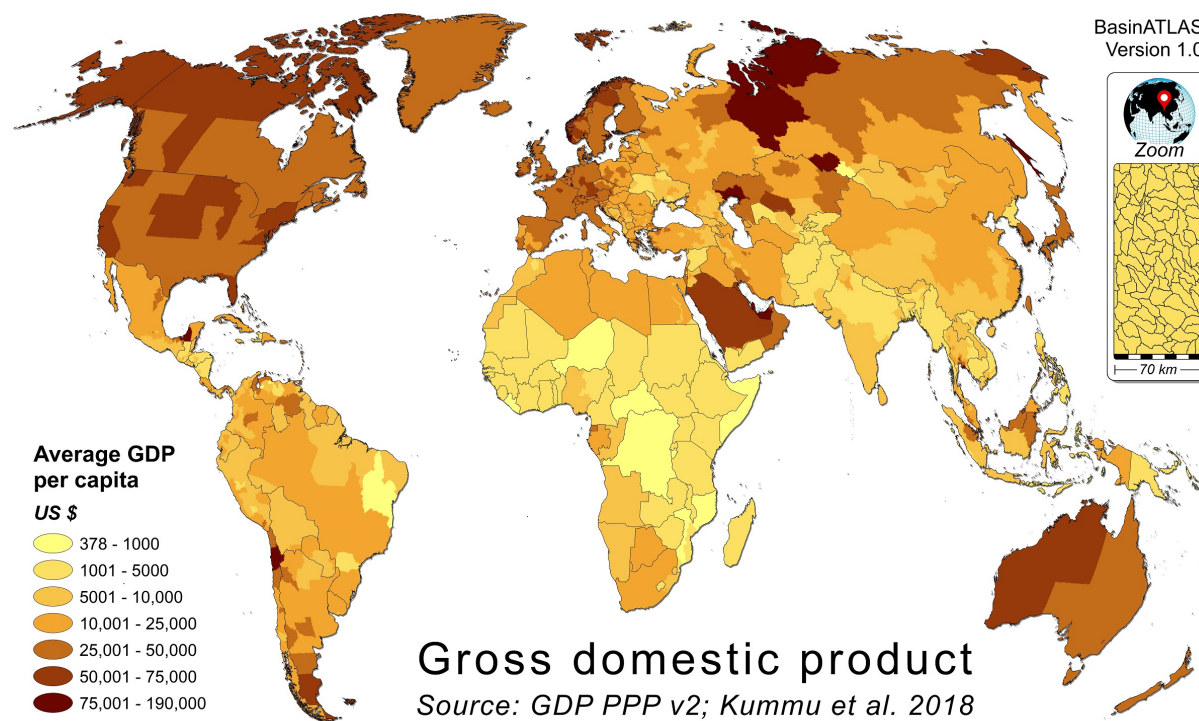 BasinATLAS
Version 1.0
Zoom
70 km
Average GDP
per capita
US $
378 - 1000
1001 - 5000
5001 - 10,000
10,001 - 25,000
25,001 - 50,000
50,001 - 75,000
75,001 - 190,000
Gross domestic product
Source: GDP PPP v2; Kummu et al. 2018